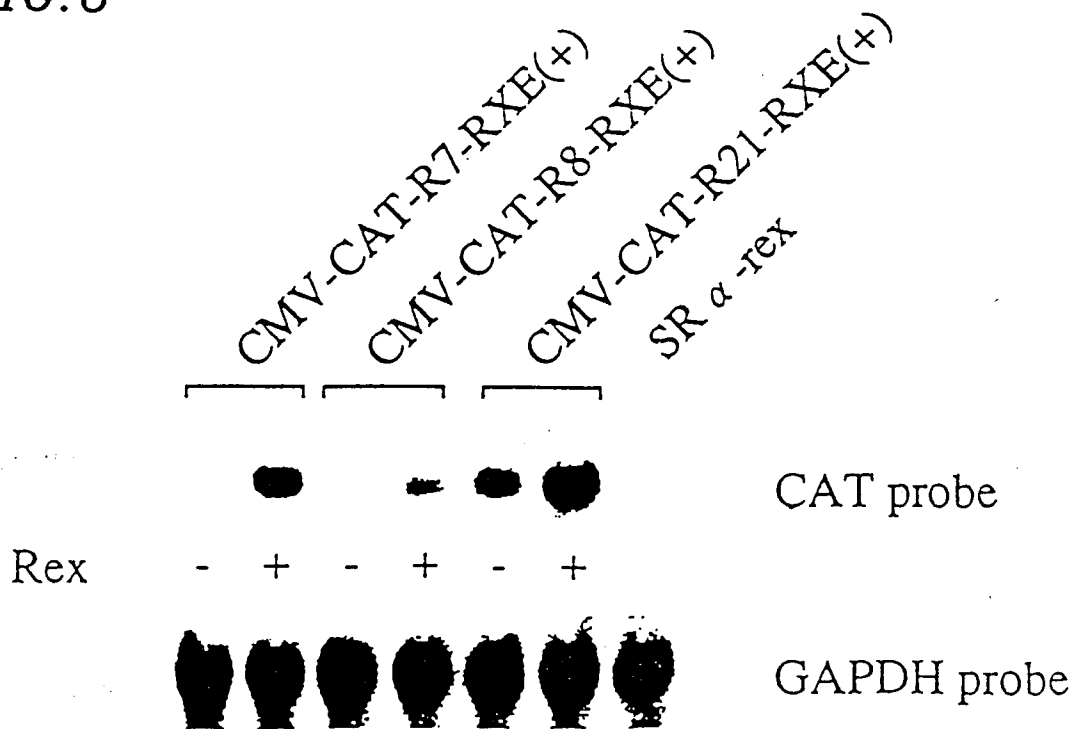 CMV-CAT-R7-RXE(+)
CMV-CAT-R8-RXE(+)
CMV-CAT-R21-RXE(+)
SR α -rex
CAT probe
Rex - + - + - +
GAPDH probe